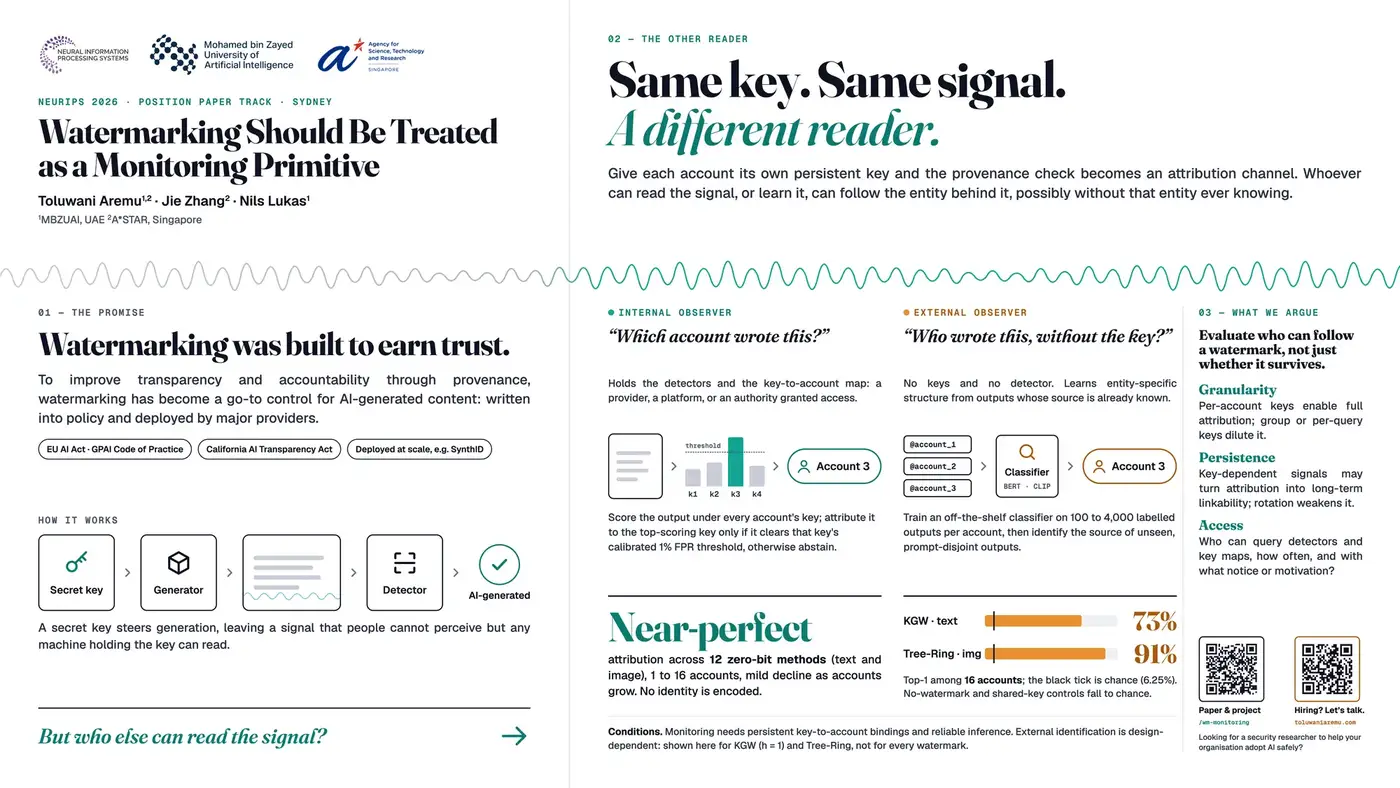 NEURAL INFORMATION
PROCESSING SYSTEMS
Mohamed bin Zayed
University of
Artificial Intelligence
Agency for
Science, Technology
and Research
SINGAPORE
NEURIPS 2026 · POSITION PAPER TRACK · SYDNEY
Watermarking Should Be Treated
as a Monitoring Primitive
Toluwani Aremu¹,² · Jie Zhang² · Nils Lukas¹
¹MBZUAI, UAE ²A*STAR, Singapore
01 — THE PROMISE
Watermarking was built to earn trust.
To improve transparency and accountability through provenance,
watermarking has become a go-to control for AI-generated content: written
into policy and deployed by major providers.
EU AI Act · GPAI Code of Practice
California AI Transparency Act
Deployed at scale, e.g. SynthID
HOW IT WORKS
Secret key
Generator
Detector
AI-generated
A secret key steers generation, leaving a signal that people cannot perceive but any
machine holding the key can read.
But who else can read the signal?
02 — THE OTHER READER
Same key. Same signal.
A different reader.
Give each account its own persistent key and the provenance check becomes an attribution channel. Whoever
can read the signal, or learn it, can follow the entity behind it, possibly without that entity ever knowing.
INTERNAL OBSERVER
“Which account wrote this?”
Holds the detectors and the key-to-account map: a
provider, a platform, or an authority granted access.
threshold
k1 k2 k3 k4
Account 3
Score the output under every account's key; attribute it
to the top-scoring key only if it clears that key's
calibrated 1% FPR threshold, otherwise abstain.
Near-perfect
attribution across 12 zero-bit methods (text and
image), 1 to 16 accounts, mild decline as accounts
grow. No identity is encoded.
EXTERNAL OBSERVER
“Who wrote this, without the key?”
No keys and no detector. Learns entity-specific
structure from outputs whose source is already known.
@account_1
@account_2
@account_3
Classifier
BERT · CLIP
Account 3
Train an off-the-shelf classifier on 100 to 4,000 labelled
outputs per account, then identify the source of unseen,
prompt-disjoint outputs.
KGW · text 73%
Tree-Ring · img 91%
Top-1 among 16 accounts; the black tick is chance (6.25%).
No-watermark and shared-key controls fall to chance.
Conditions. Monitoring needs persistent key-to-account bindings and reliable inference. External identification is design-
dependent: shown here for KGW (h = 1) and Tree-Ring, not for every watermark.
03 — WHAT WE ARGUE
Evaluate who can follow
a watermark, not just
whether it survives.
Granularity
Per-account keys enable full
attribution; group or per-query
keys dilute it.
Persistence
Key-dependent signals may
turn attribution into long-term
linkability; rotation weakens it.
Access
Who can query detectors and
key maps, how often, and with
what notice or motivation?
Paper & project
/wm-monitoring
Hiring? Let's talk.
toluwaniaremu.com
Looking for a security researcher to help your
organisation adopt AI safely?